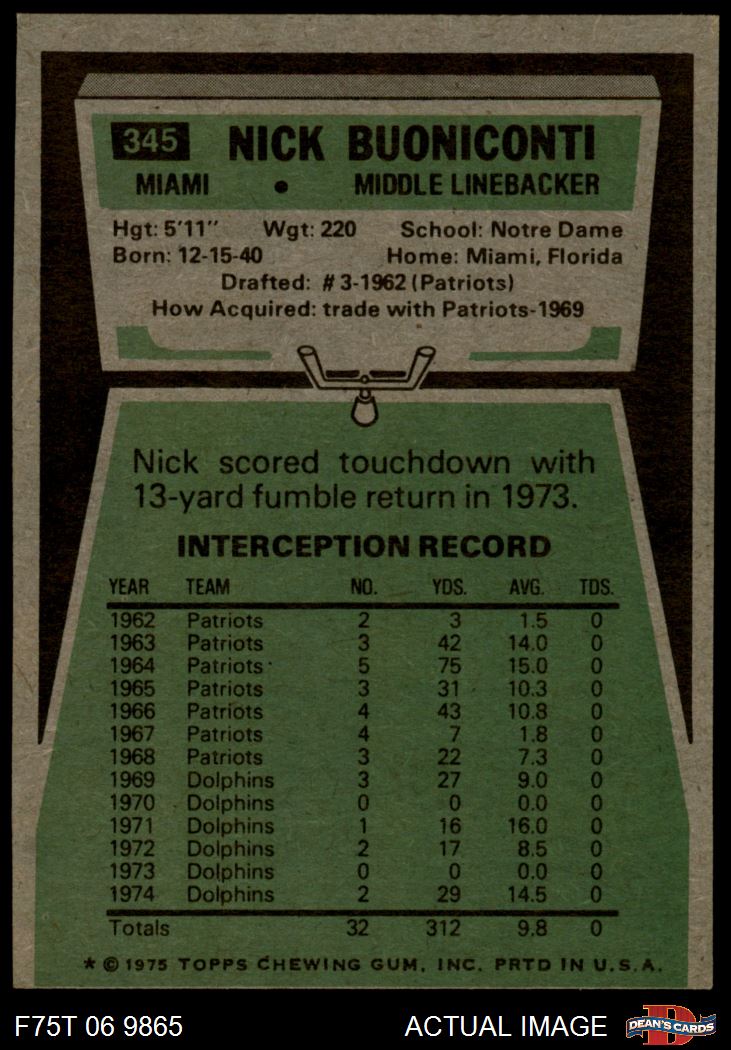 345 NICK BUONICONTI
MIAMI • MIDDLE LINEBACKER
Hgt: 5'11" Wgt: 220 School: Notre Dame
Born: 12-15-40 Home: Miami, Florida
Drafted: #3-1962 (Patriots)
How Acquired: trade with Patriots-1969
Nick scored touchdown with
13-yard fumble return in 1973.
INTERCEPTION RECORD
YEAR TEAM NO. YDS. AVG. TDS.
1962 Patriots 2 3 1.5 0
1963 Patriots 3 42 14.0 0
1964 Patriots 5 75 15.0 0
1965 Patriots 3 31 10.3 0
1966 Patriots 4 43 10.8 0
1967 Patriots 4 7 1.8 0
1968 Patriots 3 22 7.3 0
1969 Dolphins 3 27 9.0 0
1970 Dolphins 0 0 0.0 0
1971 Dolphins 1 16 16.0 0
1972 Dolphins 2 17 8.5 0
1973 Dolphins 0 0 0.0 0
1974 Dolphins 2 29 14.5 0
Totals 32 312 9.8 0
* © 1975 TOPPS CHEWING GUM, INC. PRTD IN U.S.A.
F75T 06 9865 ACTUAL IMAGE DEAN'S CARDS